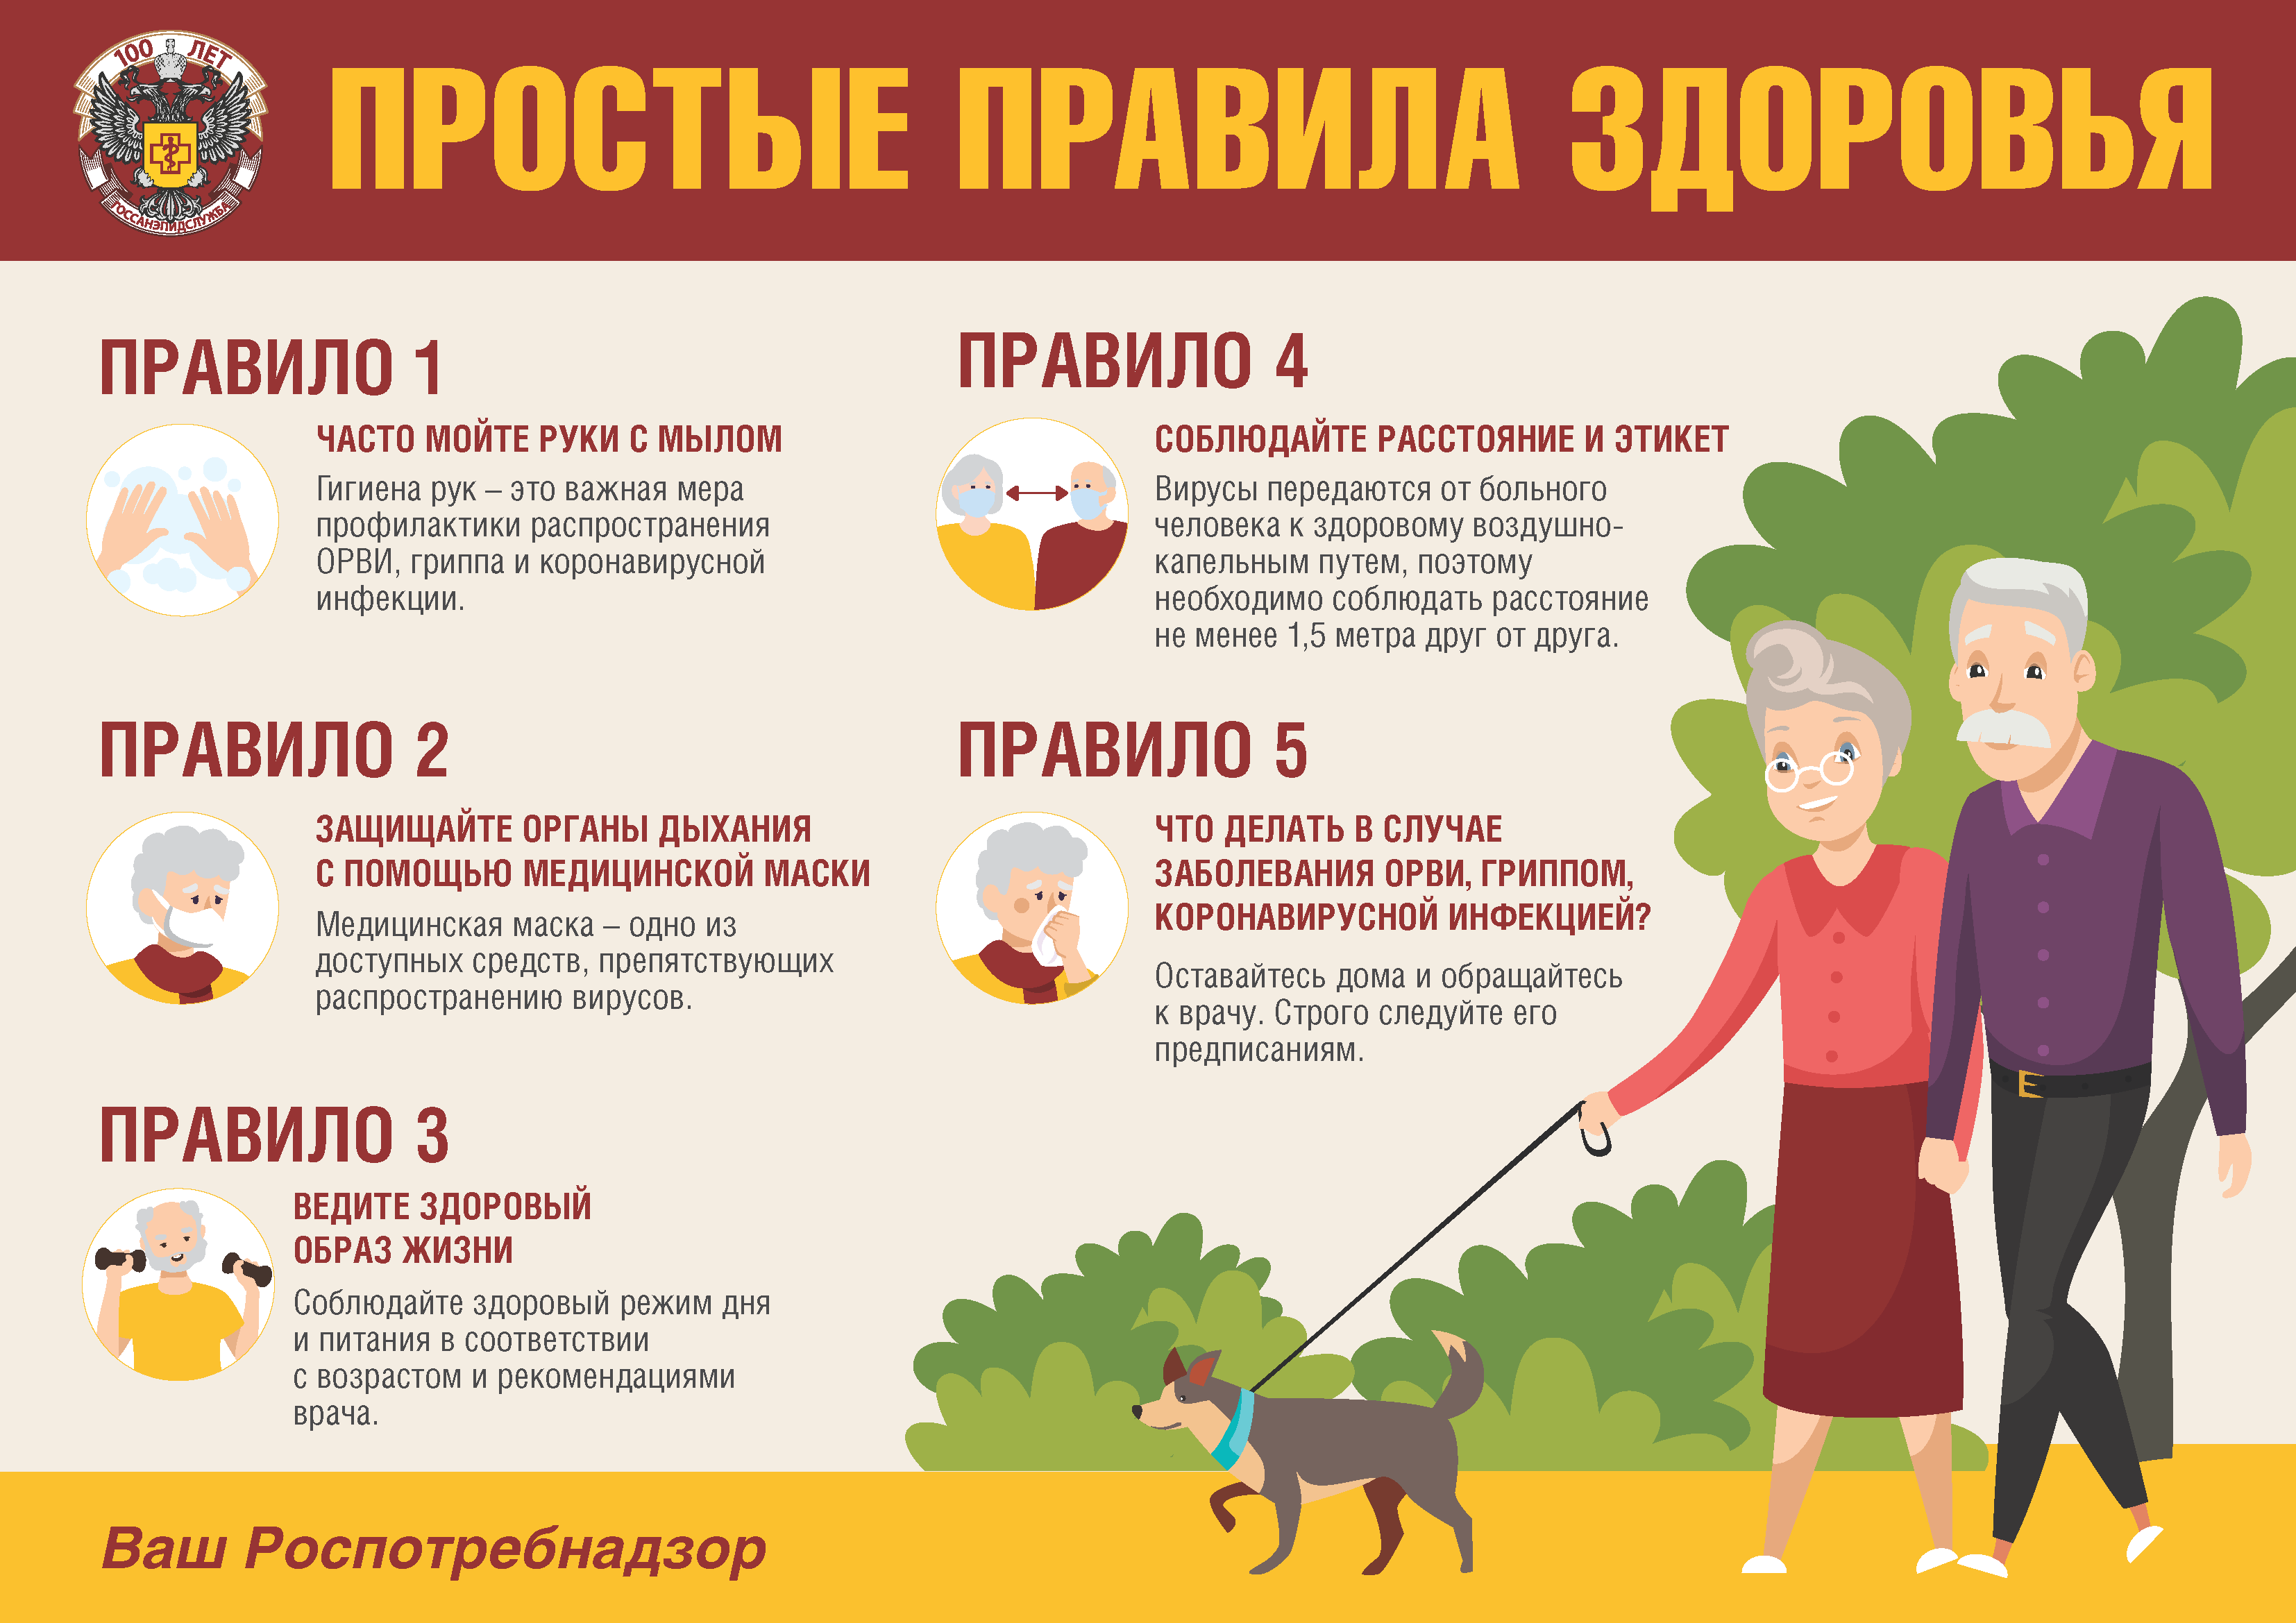 100 ЛЕТ
ГОССАНЭПИДСЛУЖБА
ПРОСТЫЕ ПРАВИЛА ЗДОРОВЬЯ
ПРАВИЛО 1
ЧАСТО МОЙТЕ РУКИ С МЫЛОМ
Гигиена рук – это важная мера
профилактики распространения
ОРВИ, гриппа и коронавирусной
инфекции.
ПРАВИЛО 2
ЗАЩИЩАЙТЕ ОРГАНЫ ДЫХАНИЯ
С ПОМОЩЬЮ МЕДИЦИНСКОЙ МАСКИ
Медицинская маска – одно из
доступных средств, препятствующих
распространению вирусов.
ПРАВИЛО 3
ВЕДИТЕ ЗДОРОВЫЙ
ОБРАЗ ЖИЗНИ
Соблюдайте здоровый режим дня
и питания в соответствии
с возрастом и рекомендациями
врача.
ПРАВИЛО 4
СОБЛЮДАЙТЕ РАССТОЯНИЕ И ЭТИКЕТ
Вирусы передаются от больного
человека к здоровому воздушно-
капельным путем, поэтому
необходимо соблюдать расстояние
не менее 1,5 метра друг от друга.
ПРАВИЛО 5
ЧТО ДЕЛАТЬ В СЛУЧАЕ
ЗАБОЛЕВАНИЯ ОРВИ, ГРИППОМ,
КОРОНАВИРУСНОЙ ИНФЕКЦИЕЙ?
Оставайтесь дома и обращайтесь
к врачу. Строго следуйте его
предписаниям.
Ваш Роспотребнадзор